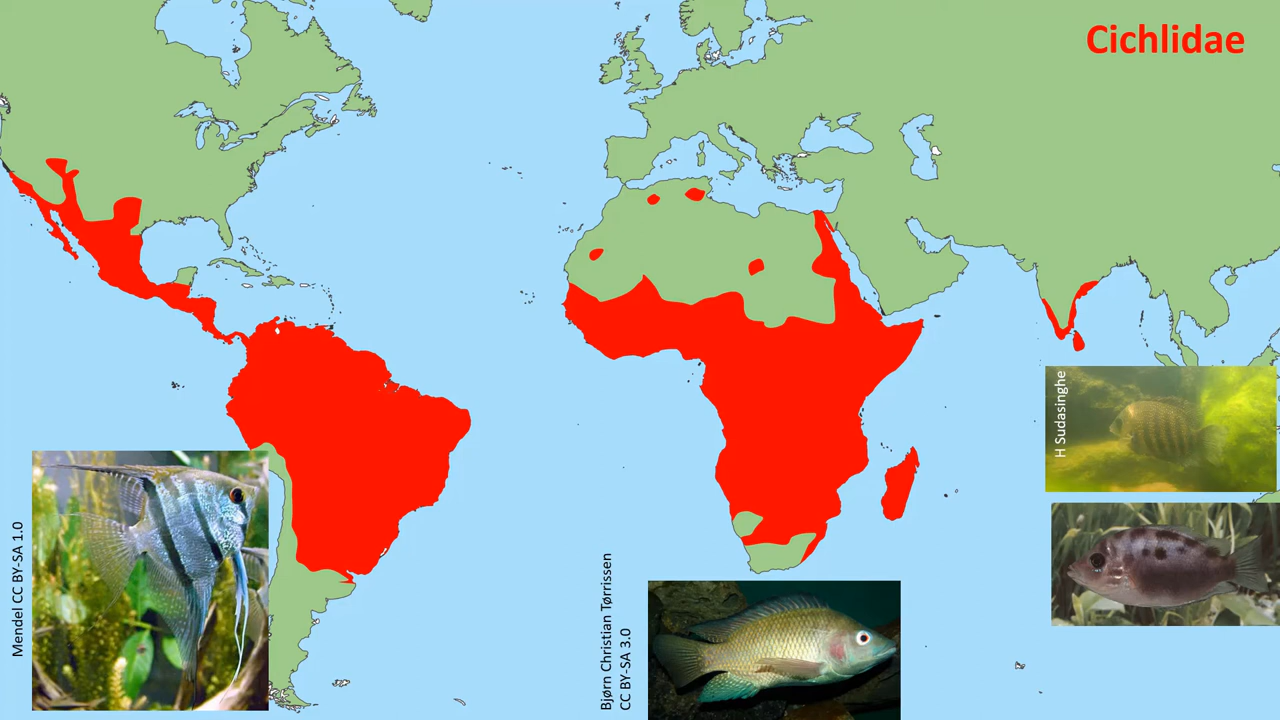 Cichlidae
H Sudasinghe
Mendel CC BY-SA 1.0
Bjørn Christian Tørrissen
CC BY-SA 3.0